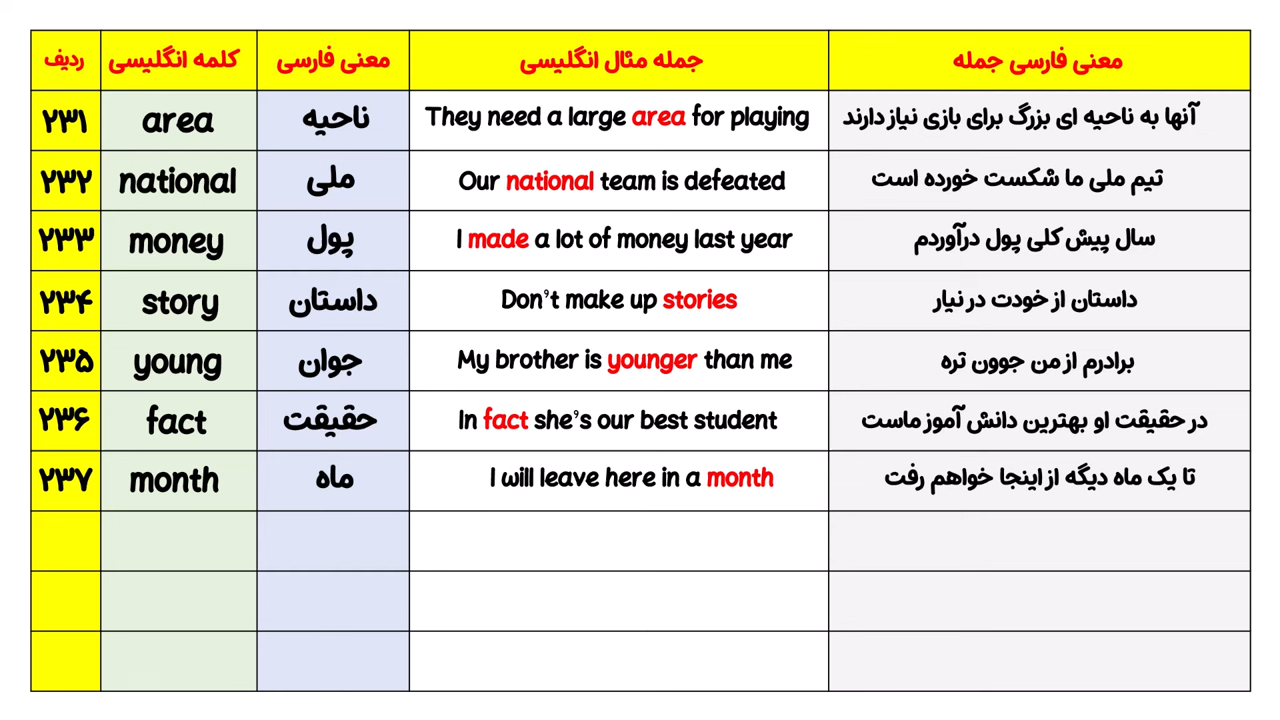 ردیف کلمه انگلیسی معنی فارسی جمله مثال انگلیسی معنی فارسی جمله
۲۳۱ area ناحیه They need a large area for playing آنها به ناحیه ای بزرگ برای بازی نیاز دارند
۲۳۲ national ملی Our national team is defeated تیم ملی ما شکست خورده است
۲۳۳ money پول I made a lot of money last year سال پیش کلی پول درآوردم
۲۳۴ story داستان Don't make up stories داستان از خودت در نیار
۲۳۵ young جوان My brother is younger than me برادرم از من جوون تره
۲۳۶ fact حقیقت In fact she's our best student در حقیقت او بهترین دانش آموز ماست
۲۳۷ month ماه I will leave here in a month تا یک ماه دیگه از اینجا خواهم رفت